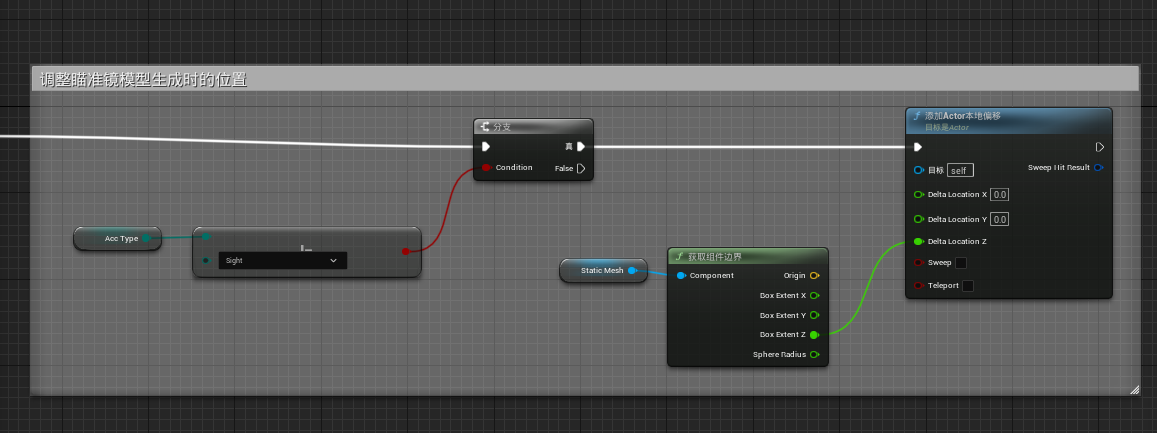 调整瞄准镜模型生成时的位置
分支
真
Condition
False
Acc Type
!=
Sight
Static Mesh
获取组件边界
Component
Origin
Box Extent X
Box Extent Y
Box Extent Z
Sphere Radius
添加Actor本地偏移
目标是Actor
目标 self
Sweep Hit Result
Delta Location X 0.0
Delta Location Y 0.0
Delta Location Z
Sweep
Teleport